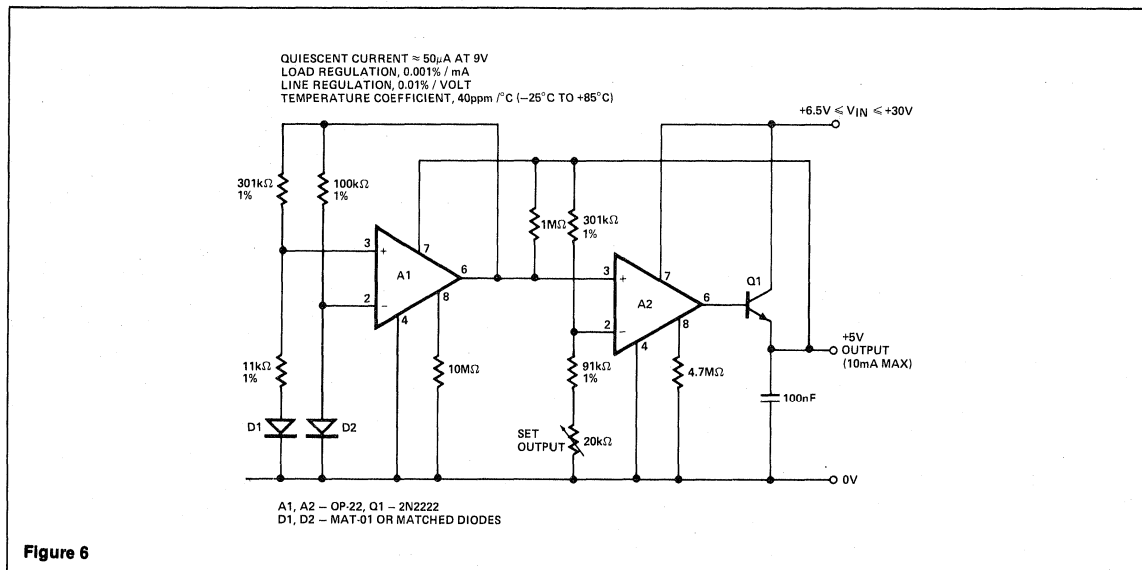 QUIESCENT CURRENT ≈ 50μA AT 9V
LOAD REGULATION, 0.001% / mA
LINE REGULATION, 0.01% / VOLT
TEMPERATURE COEFFICIENT, 40ppm /°C (−25°C TO +85°C)
+6.5V ⩽ VIN ⩽ +30V
301kΩ
1%
100kΩ
1%
1MΩ
301kΩ
1%
3
+
7
A1
6
2
−
8
4
3
+
7
A2
6
2
−
8
4
Q1
+5V
OUTPUT
(10mA MAX)
11kΩ
1%
10MΩ
91kΩ
1%
4.7MΩ
100nF
D1
D2
SET
OUTPUT
20kΩ
0V
A1, A2 – OP-22, Q1 – 2N2222
D1, D2 – MAT-01 OR MATCHED DIODES
Figure 6